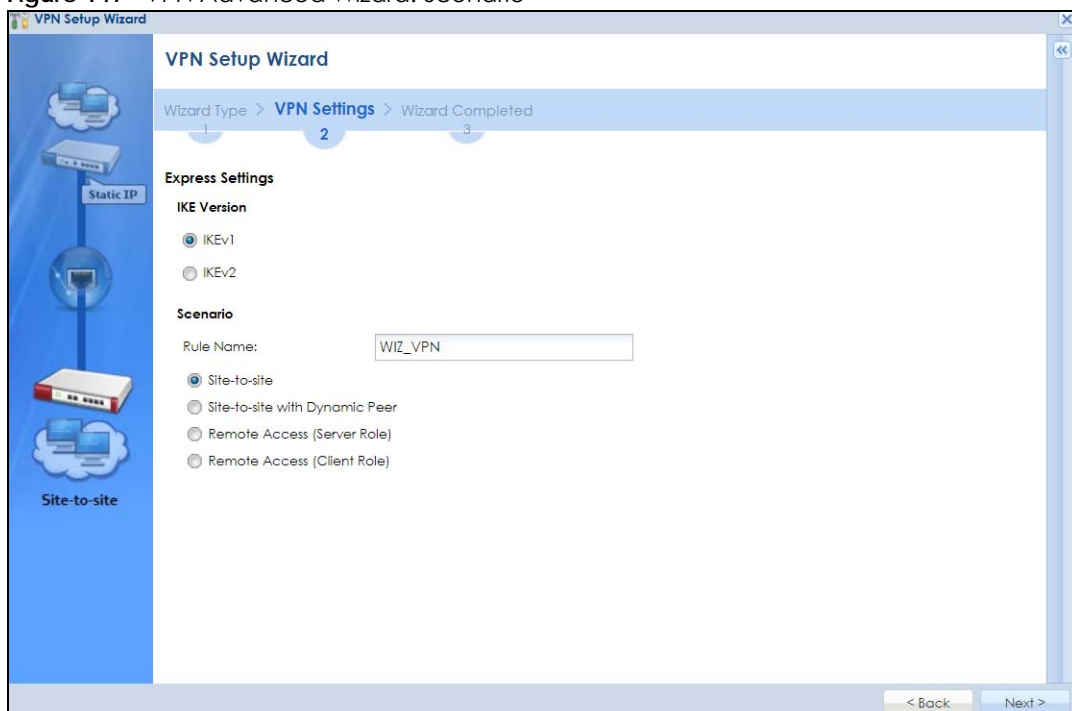 VPN Setup Wizard
VPN Setup Wizard
Wizard Type > VPN Settings > Wizard Completed
1 2 3
Static IP
Express Settings
IKE Version
IKEv1
IKEv2
Scenario
Rule Name: WIZ_VPN
Site-to-site
Site-to-site with Dynamic Peer
Remote Access (Server Role)
Remote Access (Client Role)
Site-to-site
< Back Next >